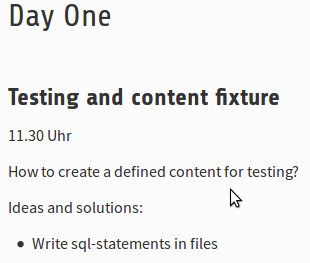 Day One
Testing and content fixture
11.30 Uhr
How to create a defined content for testing?
Ideas and solutions:
• Write sql-statements in files